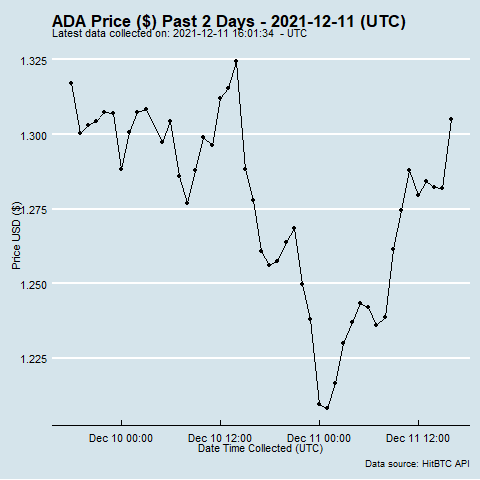 ADA Price ($) Past 2 Days - 2021-12-11 (UTC)
Latest data collected on: 2021-12-11 16:01:34  - UTC
Price USD ($)
1.325
1.300
1.275
1.250
1.225
Dec 10 00:00
Dec 10 12:00
Dec 11 00:00
Dec 11 12:00
Date Time Collected (UTC)
Data source: HitBTC API